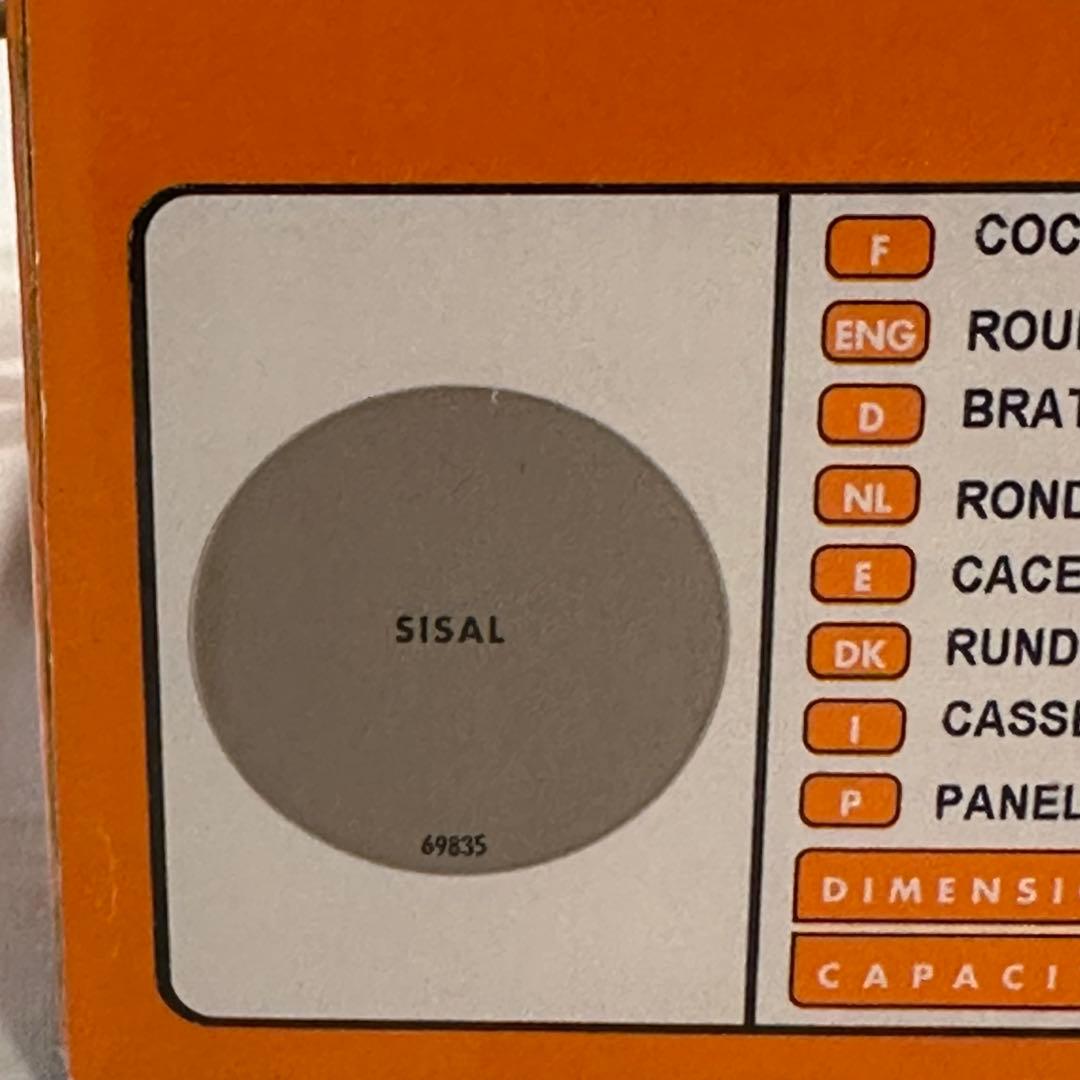 SISAL
69835
F COC
ENG ROU
D BRAT
NL ROND
E CACE
DK RUND
I CASS
P PANEL
DIMENSI
CAPACI